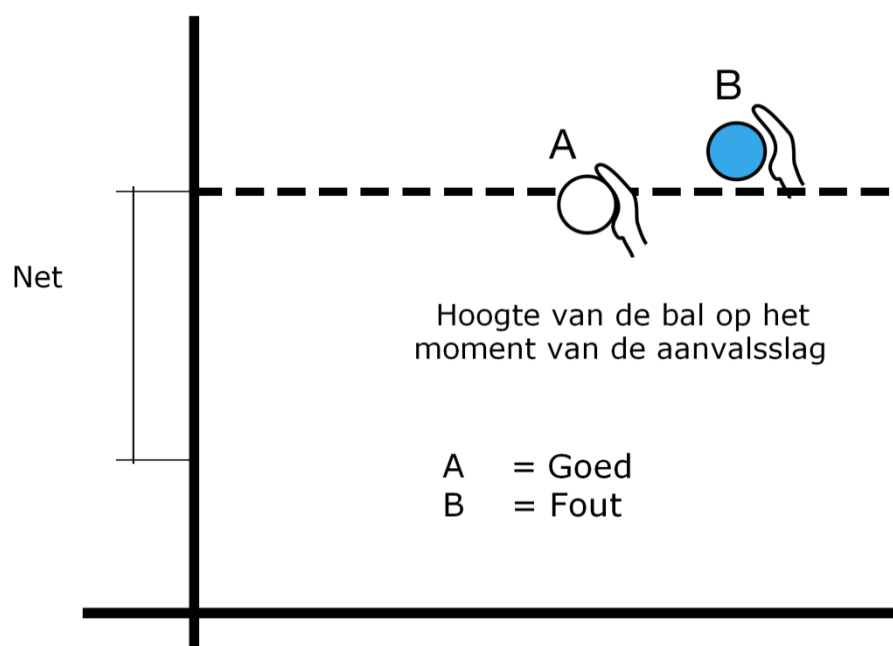 B
A
Net
Hoogte van de bal op het
moment van de aanvalsslag
A = Goed
B = Fout